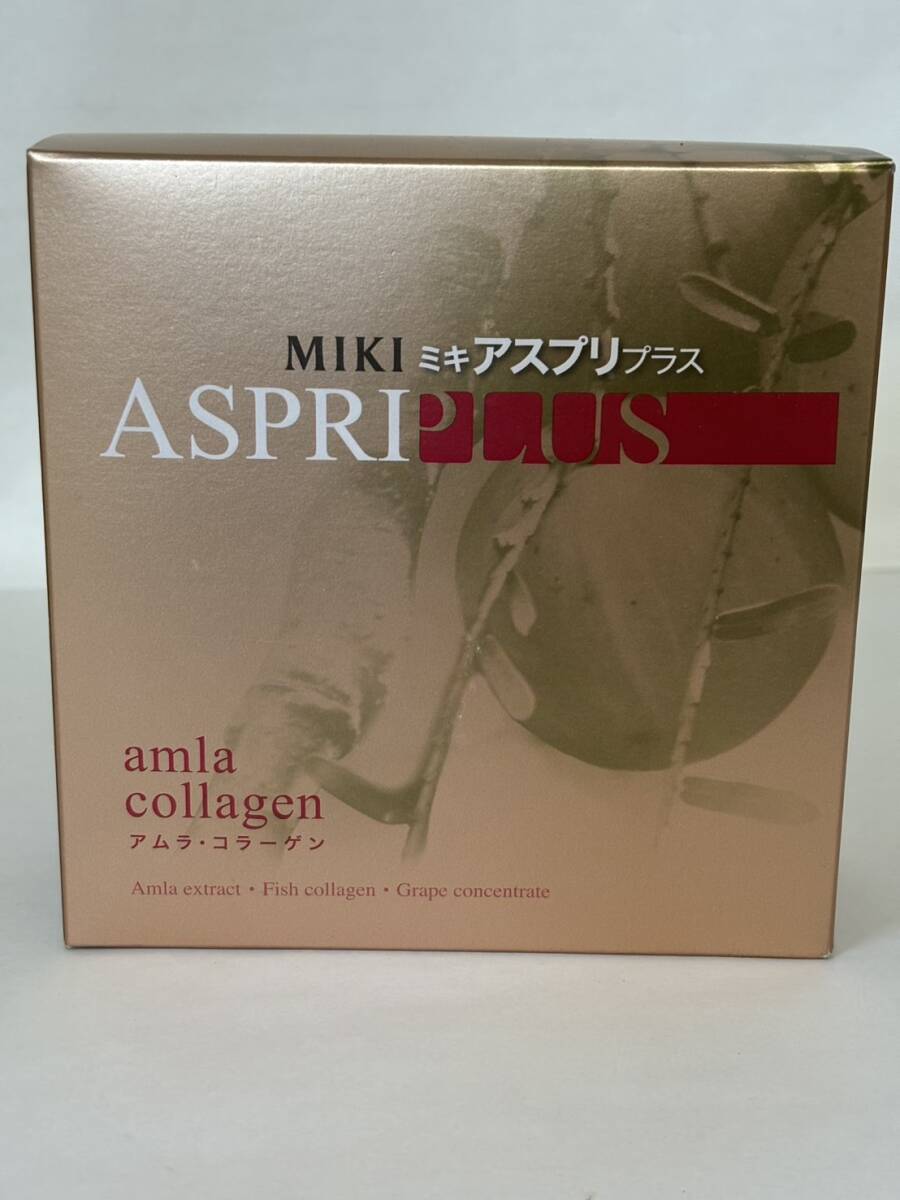 MIKI ミキアスプリプラス
ASPRIPLUS
amla
collagen
アムラ・コラーゲン
Amla extract・Fish collagen・Grape concentrate